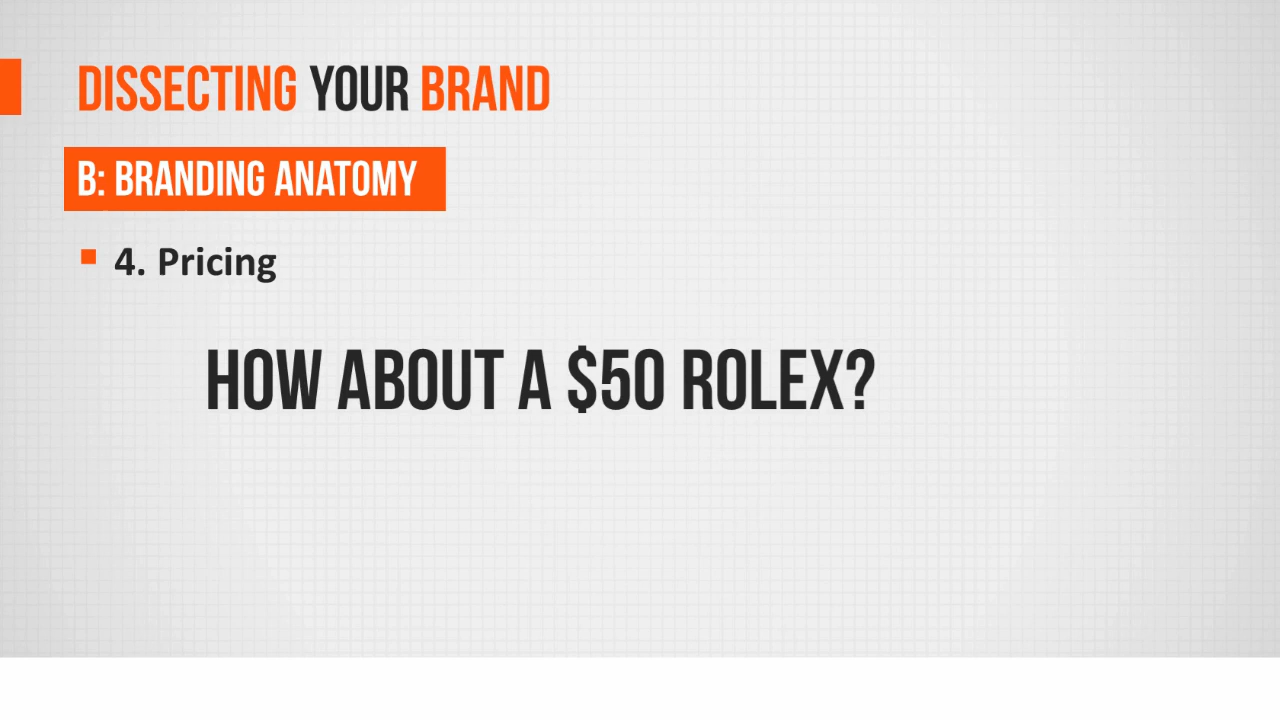 DISSECTING YOUR BRAND
B: BRANDING ANATOMY
4. Pricing
HOW ABOUT A $50 ROLEX?